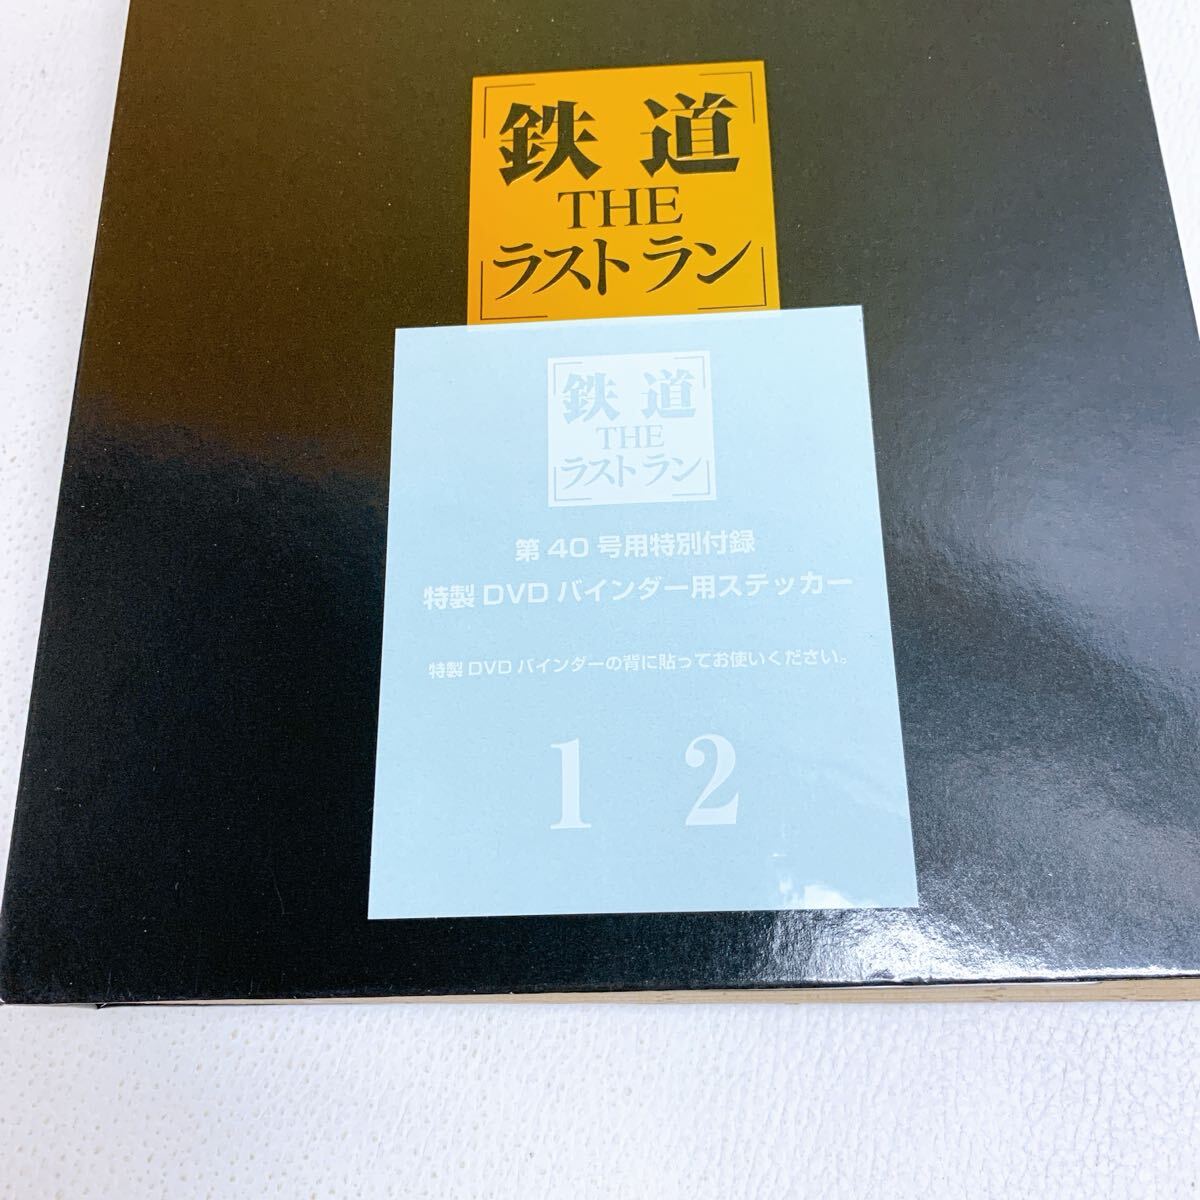 「鉄道
THE
ラストラン」
「鉄道
THE
ラストラン」
第40号用特別付録
特製DVDバインダー用ステッカー
特製DVDバインダーの背に貼ってお使いください。
1 2